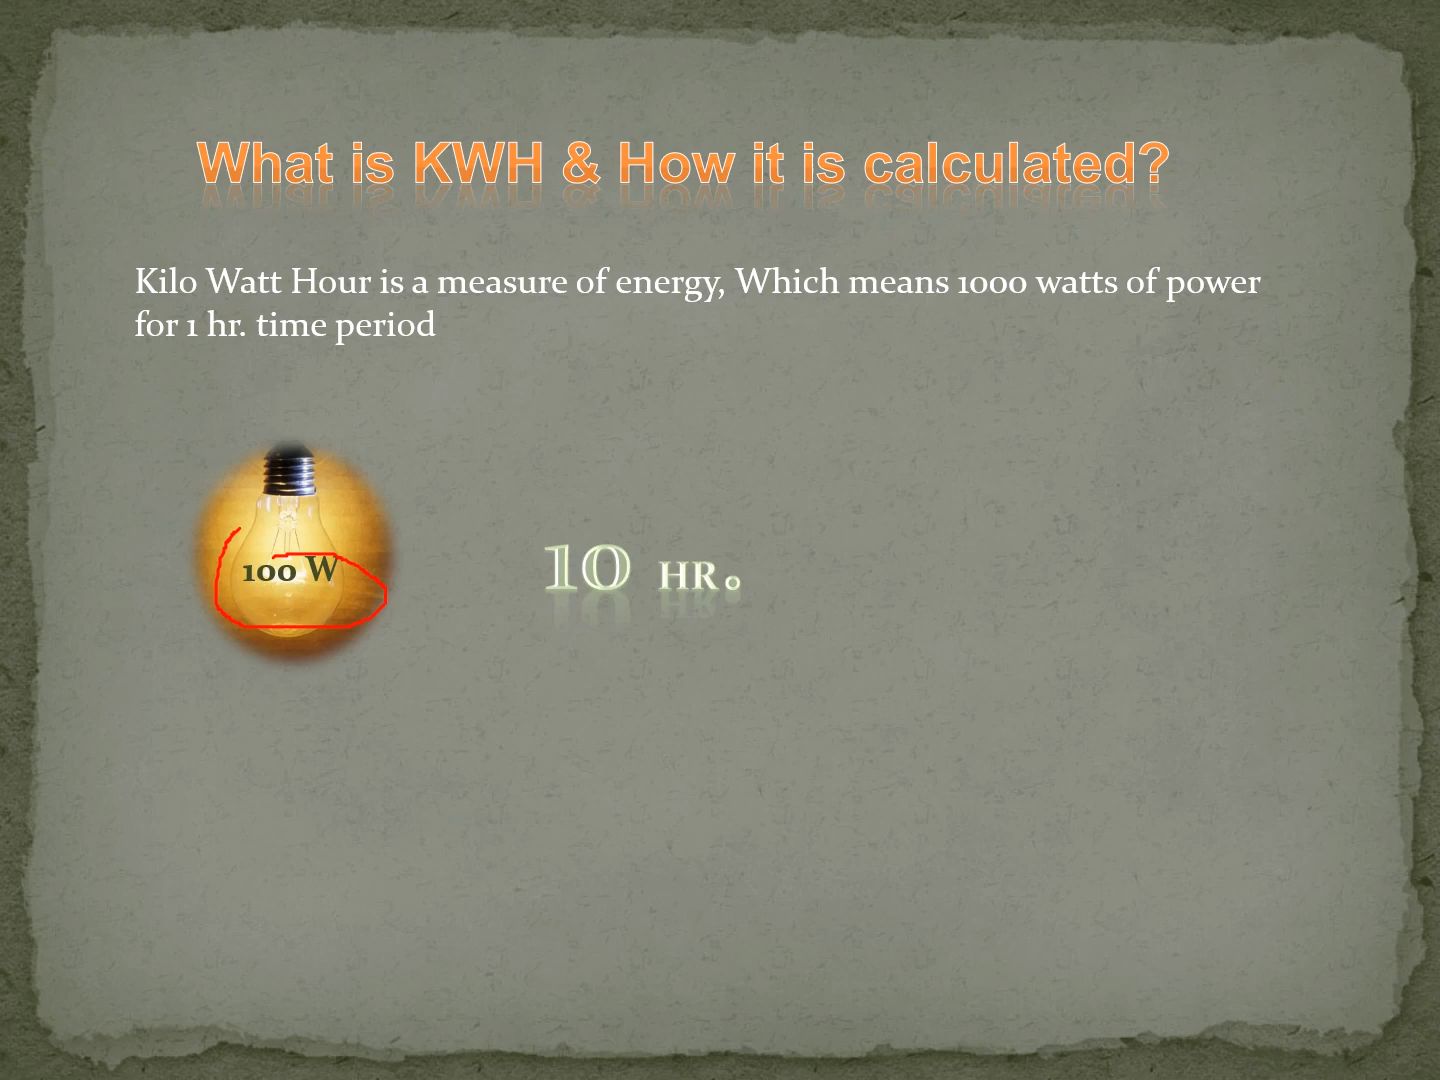 What is KWH & How it is calculated?
Kilo Watt Hour is a measure of energy, Which means 1000 watts of power
for 1 hr. time period
100 W
10 HR.